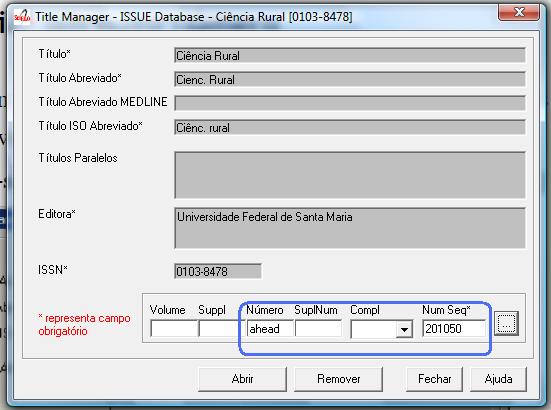 Title Manager - ISSUE Database - Ciência Rural [0103-8478]
Título* Ciência Rural
Título Abreviado* Cienc. Rural
Título Abreviado MEDLINE
Título ISO Abreviado* Ciênc. rural
Títulos Paralelos
Editora* Universidade Federal de Santa Maria
ISSN* 0103-8478
Volume Suppl Número SuplNum Compl Num Seq*
* representa campo
obrigatório
ahead 201050 ...
Abrir Remover Fechar Ajuda